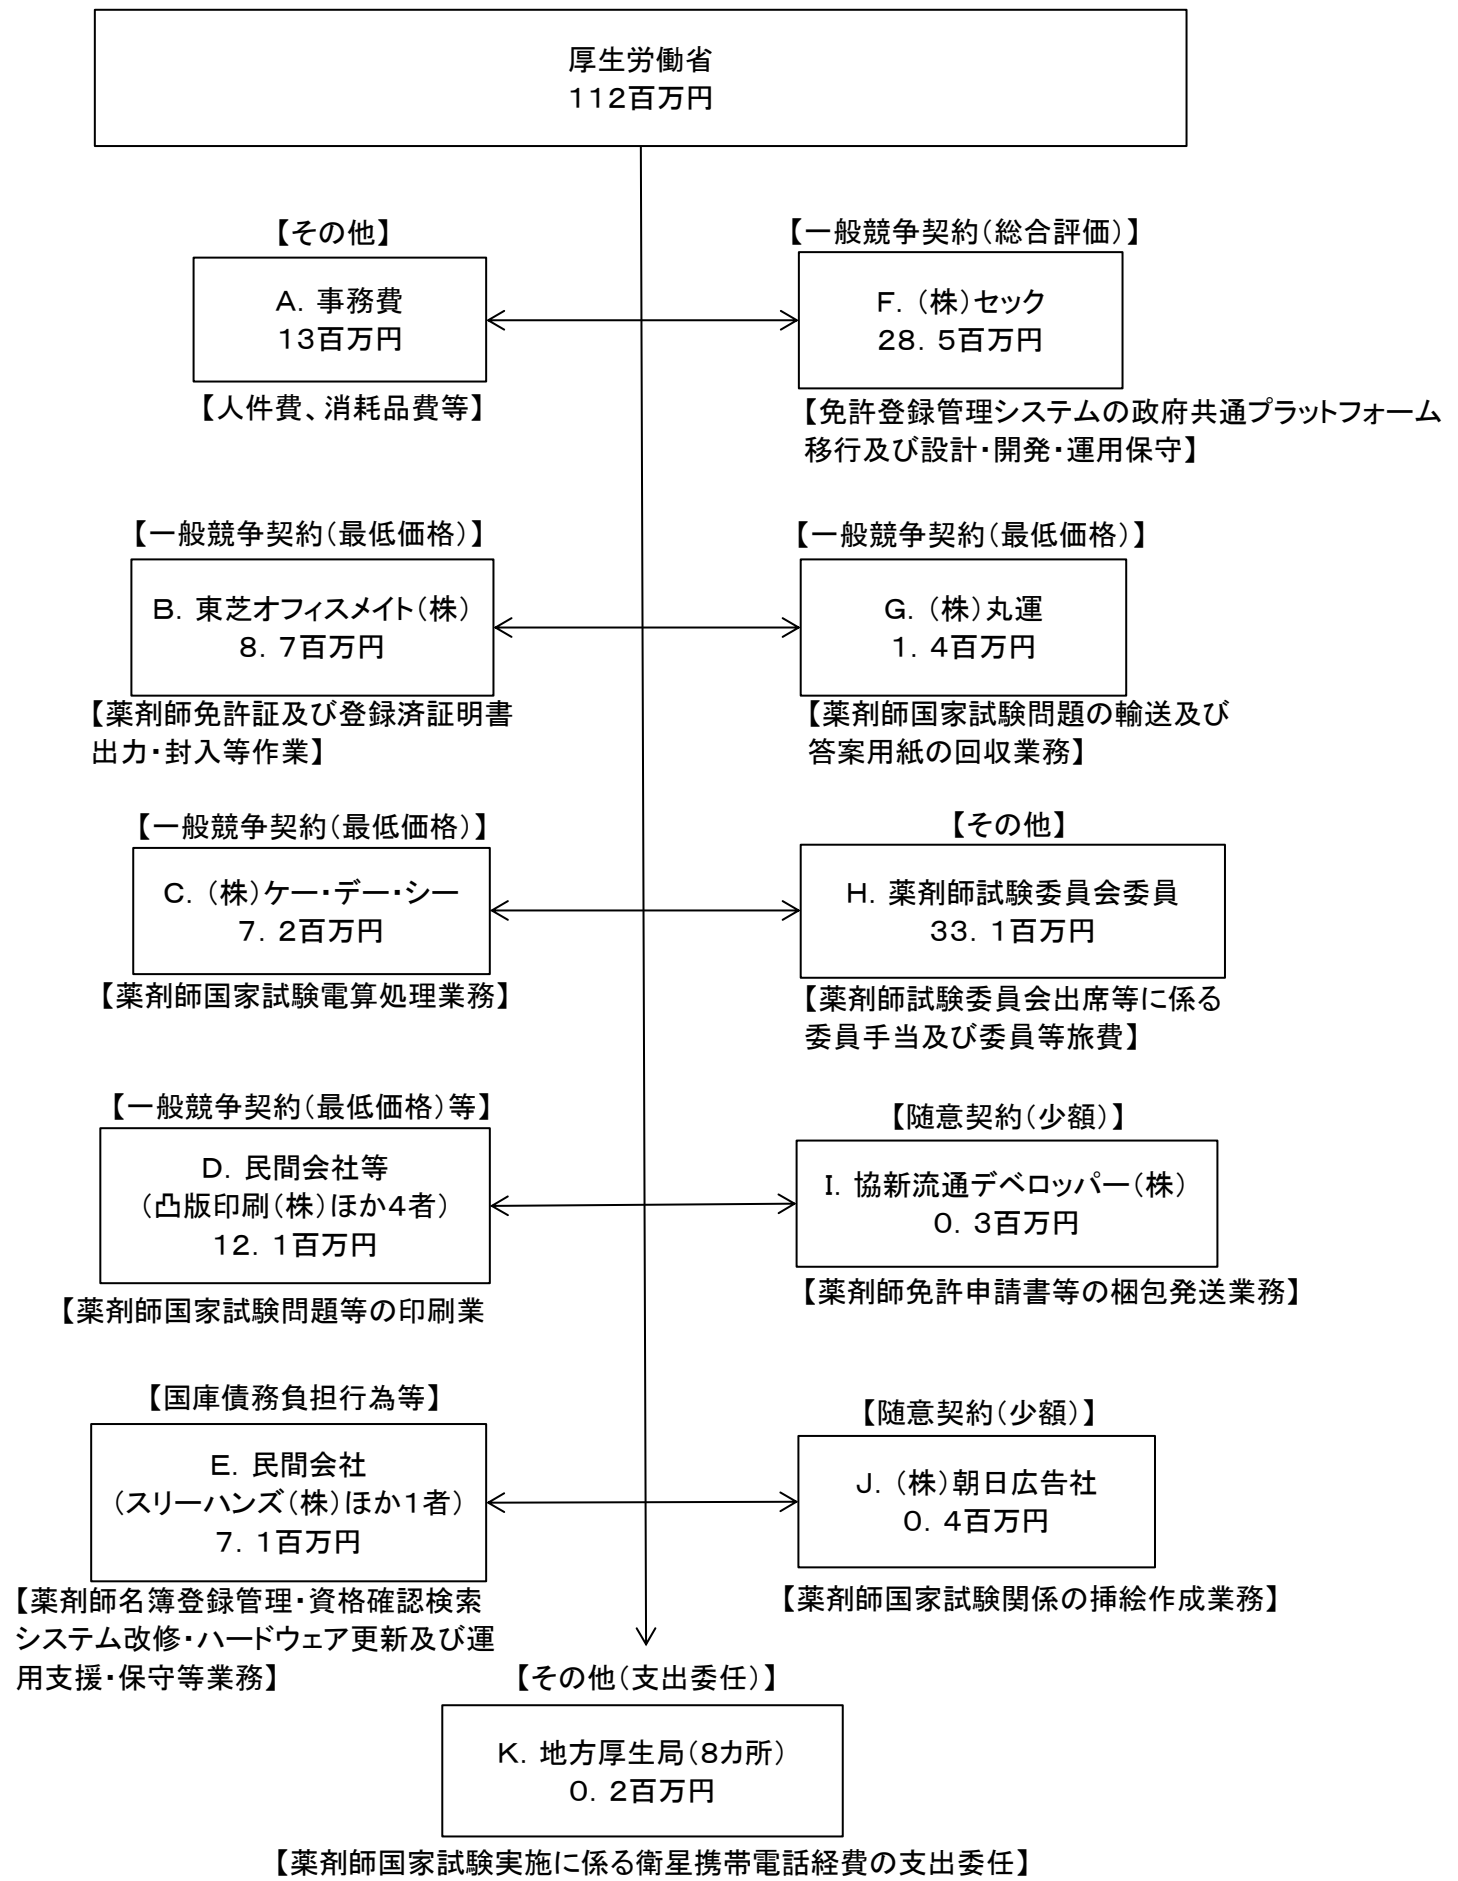 厚生労働省
112百万円
【その他】
A. 事務費
13百万円
【人件費、消耗品費等】
【一般競争契約(総合評価)】
F. (株)セック
28. 5百万円
【免許登録管理システムの政府共通プラットフォーム
移行及び設計・開発・運用保守】
【一般競争契約(最低価格)】
B. 東芝オフィスメイト(株)
8. 7百万円
【薬剤師免許証及び登録済証明書
出力・封入等作業】
【一般競争契約(最低価格)】
G. (株)丸運
1. 4百万円
【薬剤師国家試験問題の輸送及び
答案用紙の回収業務】
【一般競争契約(最低価格)】
C. (株)ケー・デー・シー
7. 2百万円
【薬剤師国家試験電算処理業務】
【その他】
H. 薬剤師試験委員会委員
33. 1百万円
【薬剤師試験委員会出席等に係る
委員手当及び委員等旅費】
【一般競争契約(最低価格)等】
D. 民間会社等
(凸版印刷(株)ほか4者)
12. 1百万円
【薬剤師国家試験問題等の印刷業
【随意契約(少額)】
I. 協新流通デベロッパー(株)
0. 3百万円
【薬剤師免許申請書等の梱包発送業務】
【国庫債務負担行為等】
E. 民間会社
(スリーハンズ(株)ほか1者)
7. 1百万円
【薬剤師名簿登録管理・資格確認検索
システム改修・ハードウェア更新及び運
用支援・保守等業務】
【随意契約(少額)】
J. (株)朝日広告社
0. 4百万円
【薬剤師国家試験関係の挿絵作成業務】
【その他(支出委任)】
K. 地方厚生局(8カ所)
0. 2百万円
【薬剤師国家試験実施に係る衛星携帯電話経費の支出委任】